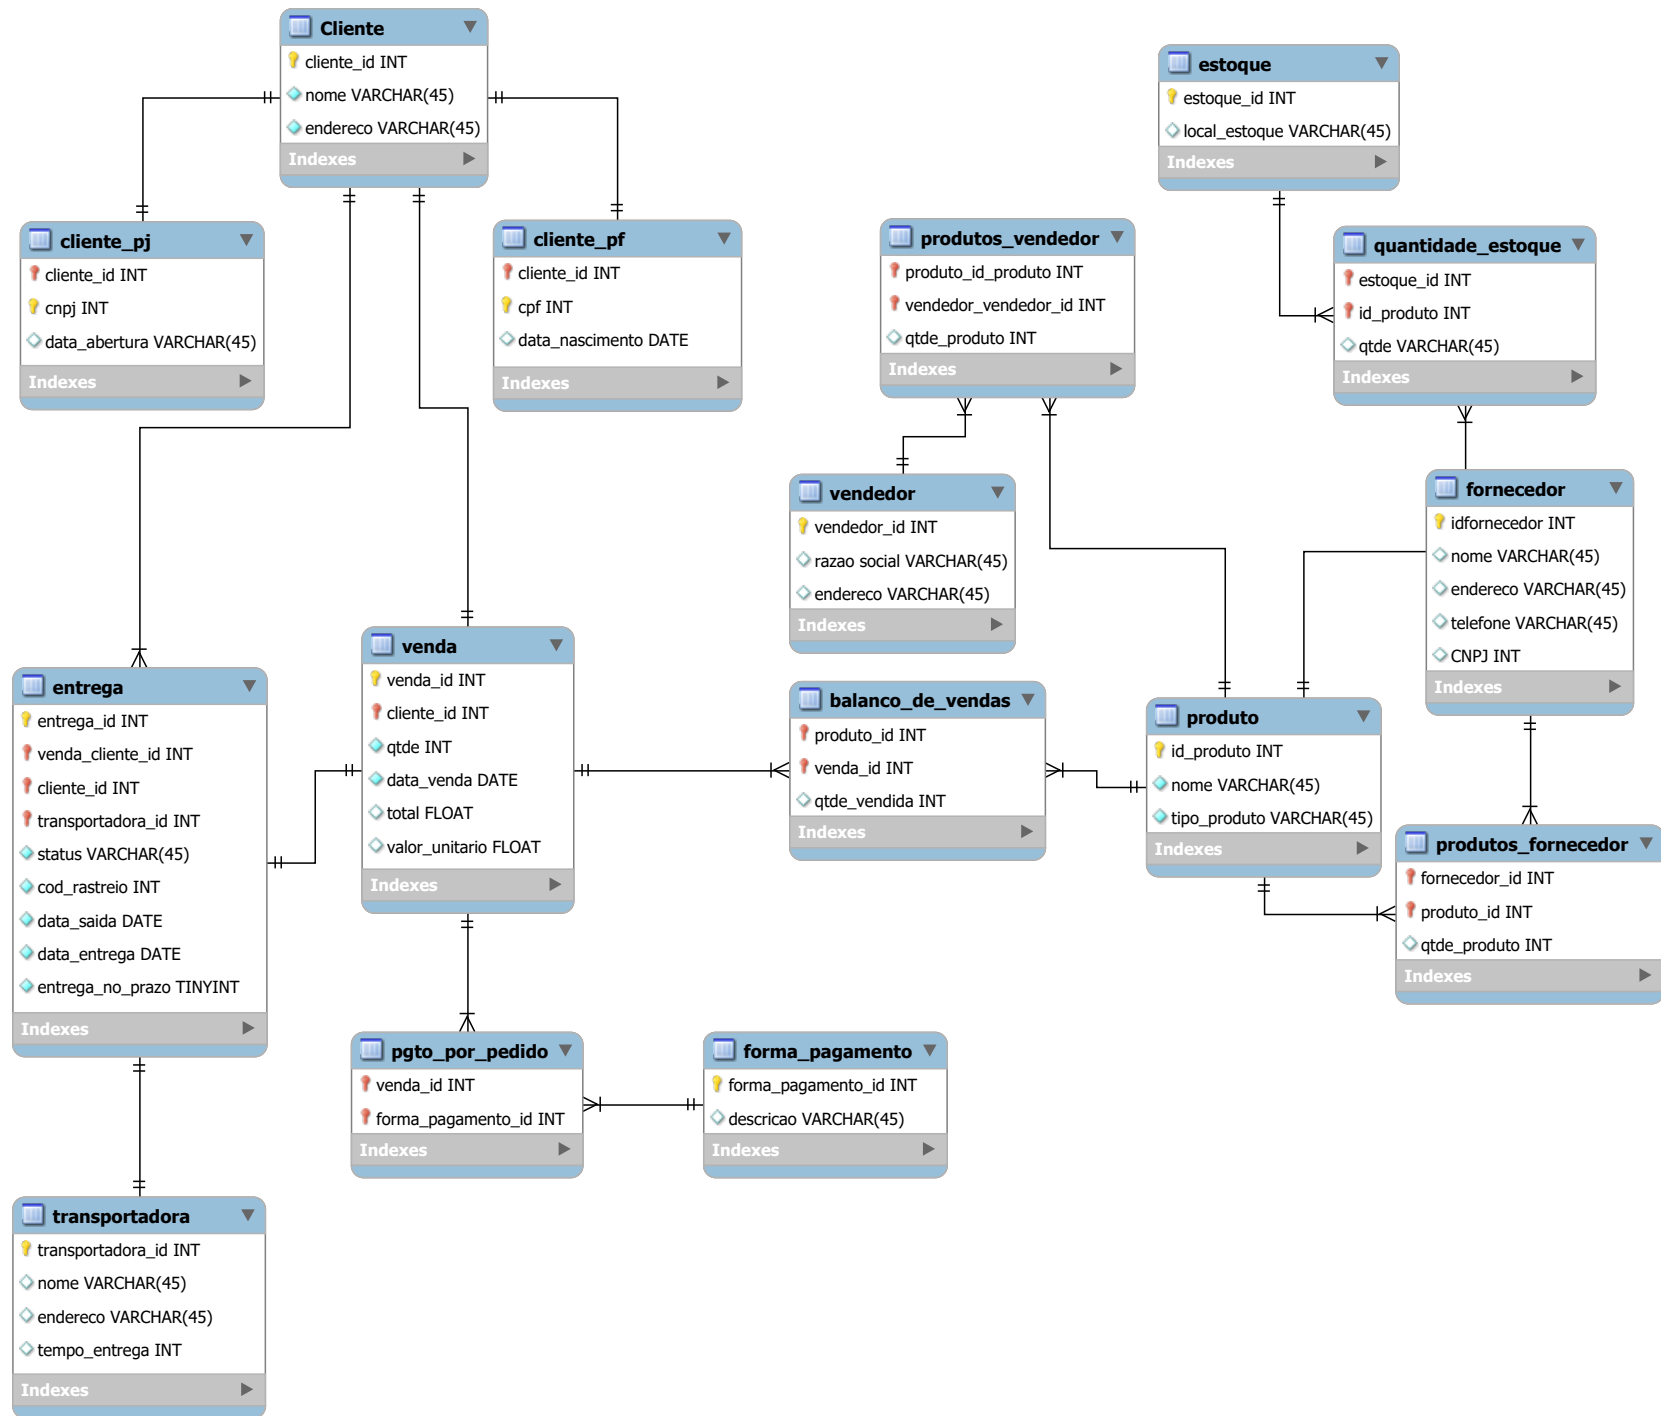 Cliente
cliente_id INT
nome VARCHAR(45)
endereco VARCHAR(45)
Indexes
estoque
estoque_id INT
local_estoque VARCHAR(45)
Indexes
cliente_pj
cliente_id INT
cnpj INT
data_abertura VARCHAR(45)
Indexes
cliente_pf
cliente_id INT
cpf INT
data_nascimento DATE
Indexes
produtos_vendedor
produto_id_produto INT
vendedor_vendedor_id INT
qtde_produto INT
Indexes
quantidade_estoque
estoque_id INT
id_produto INT
qtde VARCHAR(45)
Indexes
vendedor
vendedor_id INT
razao social VARCHAR(45)
endereco VARCHAR(45)
Indexes
fornecedor
idfornecedor INT
nome VARCHAR(45)
endereco VARCHAR(45)
telefone VARCHAR(45)
CNPJ INT
Indexes
entrega
entrega_id INT
venda_cliente_id INT
cliente_id INT
transportadora_id INT
status VARCHAR(45)
cod_rastreio INT
data_saida DATE
data_entrega DATE
entrega_no_prazo TINYINT
Indexes
venda
venda_id INT
cliente_id INT
qtde INT
data_venda DATE
total FLOAT
valor_unitario FLOAT
Indexes
balanco_de_vendas
produto_id INT
venda_id INT
qtde_vendida INT
Indexes
produto
id_produto INT
nome VARCHAR(45)
tipo_produto VARCHAR(45)
Indexes
produtos_fornecedor
fornecedor_id INT
produto_id INT
qtde_produto INT
Indexes
pgto_por_pedido
venda_id INT
forma_pagamento_id INT
Indexes
forma_pagamento
forma_pagamento_id INT
descricao VARCHAR(45)
Indexes
transportadora
transportadora_id INT
nome VARCHAR(45)
endereco VARCHAR(45)
tempo_entrega INT
Indexes